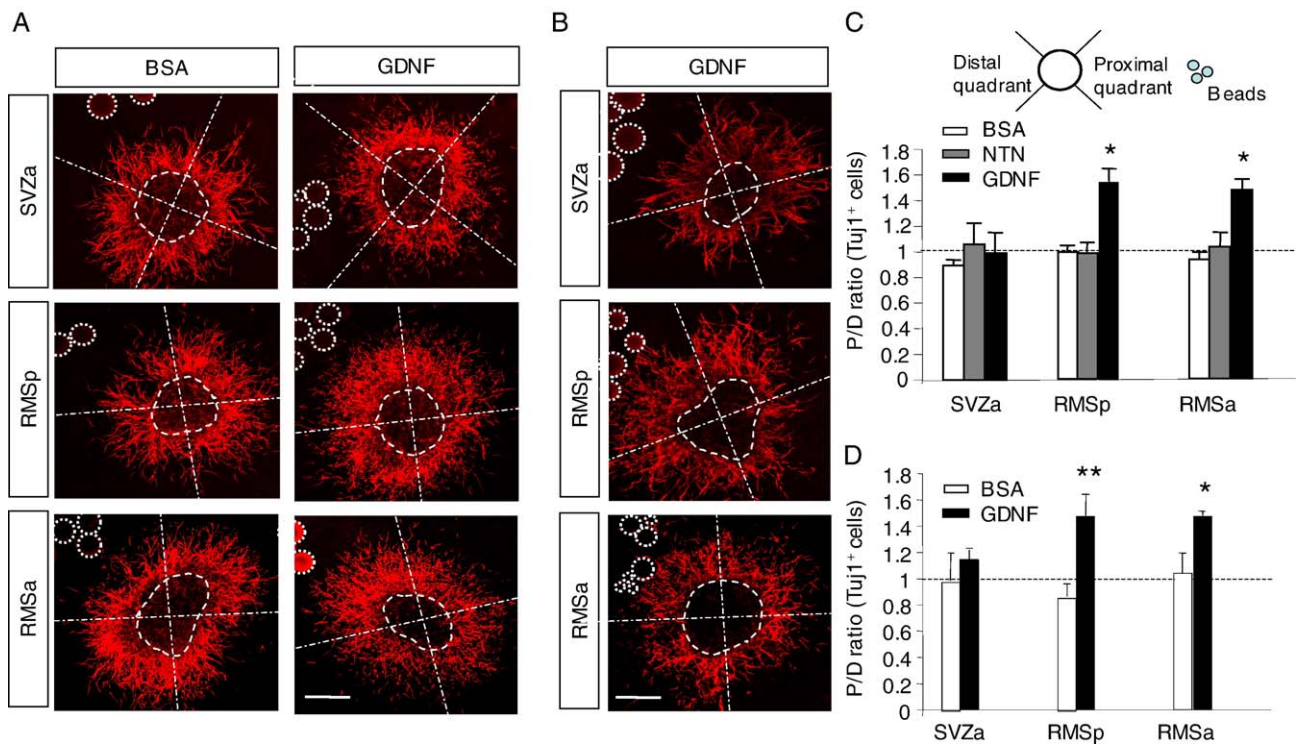 A
BSA
GDNF
SVZa
RMSp
RMSa
B
GDNF
SVZa
RMSp
RMSa
C
Distal
quadrant
Proximal
quadrant
Beads
BSA
NTN
GDNF
P/D ratio (Tuj1⁺ cells)
1.8
1.6
1.4
1.2
1
0.8
0.6
0.4
0.2
0
*
*
SVZa
RMSp
RMSa
D
BSA
GDNF
P/D ratio (Tuj1⁺ cells)
1.8
1.6
1.4
1.2
1
0.8
0.6
0.4
0.2
0
**
*
SVZa
RMSp
RMSa